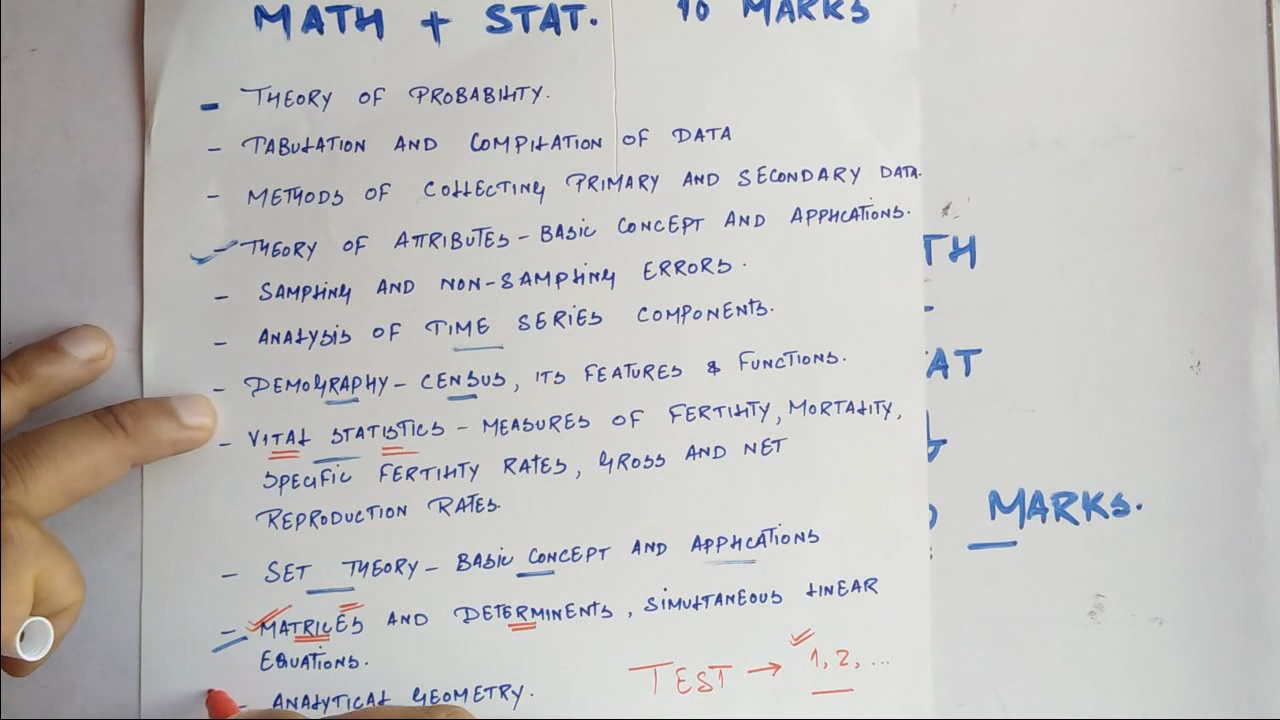 MATH + STAT. 10 MARKS
- THEORY OF PROBABILITY.
- TABULATION AND COMPILATION OF DATA
- METHODS OF COLLECTING PRIMARY AND SECONDARY DATA.
- THEORY OF ATTRIBUTES - BASIC CONCEPT AND APPLICATIONS.
- SAMPLING AND NON-SAMPLING ERRORS.
- ANALYSIS OF TIME SERIES COMPONENTS.
- DEMOGRAPHY - CENSUS, ITS FEATURES & FUNCTIONS.
- VITAL STATISTICS - MEASURES OF FERTILITY, MORTALITY,
SPECIFIC FERTILITY RATES, GROSS AND NET
REPRODUCTION RATES.
- SET THEORY - BASIC CONCEPT AND APPLICATIONS
- MATRICES AND DETERMINENTS, SIMULTANEOUS LINEAR
EQUATIONS.
- ANALYTICAL GEOMETRY.
TEST → 1, 2, ...
TH
AT
MARKS.